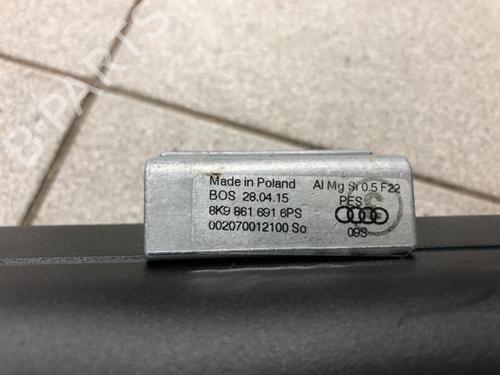 Made in Poland
Al Mg Si 0.5 F22
BOS 28.04.15
PES
8K9 861 691 6PS
002070012100 So
09S
B-PARTS